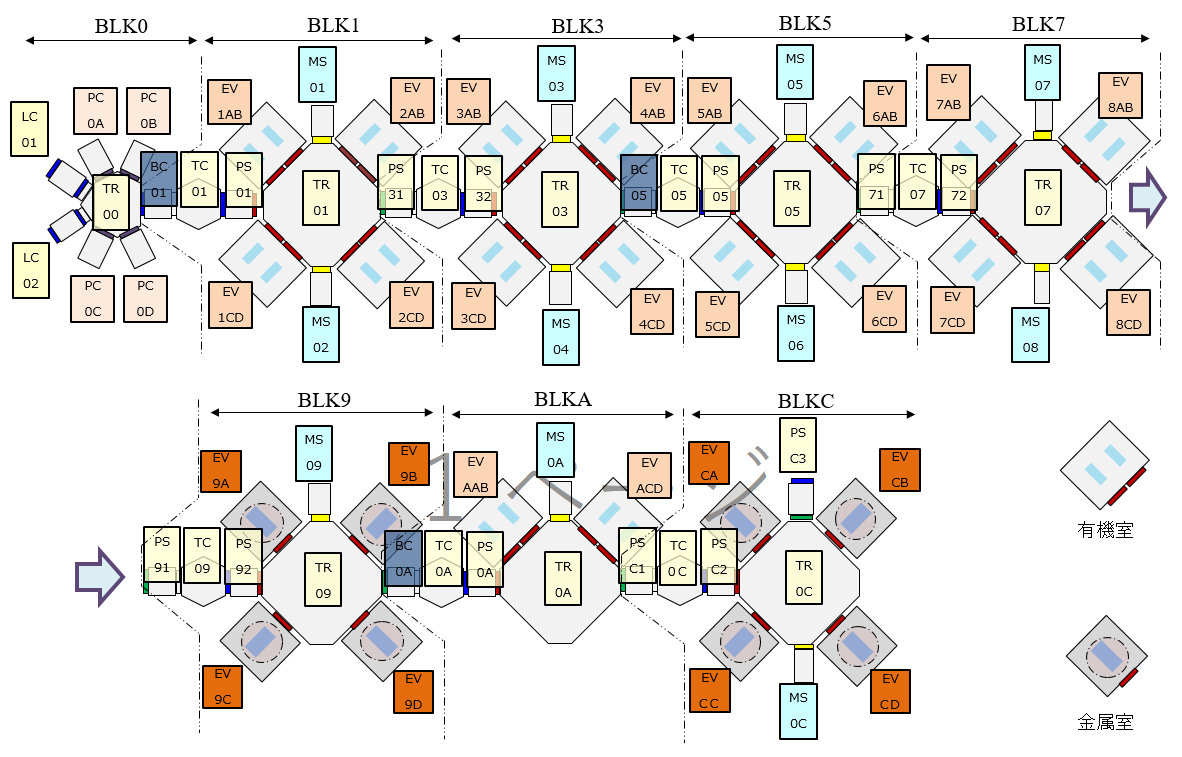 BLK0
BLK1
BLK3
BLK5
BLK7
LC
01
PC
0A
PC
0B
EV
1AB
MS
01
EV
2AB
EV
3AB
MS
03
EV
4AB
EV
5AB
MS
05
EV
6AB
EV
7AB
MS
07
EV
8AB
TR
00
BC
01
TC
01
PS
01
TR
01
PS
31
TC
03
PS
32
TR
03
BC
05
TC
05
PS
05
TR
05
PS
71
TC
07
PS
72
TR
07
LC
02
PC
0C
PC
0D
EV
1CD
MS
02
EV
2CD
EV
3CD
MS
04
EV
4CD
EV
5CD
MS
06
EV
6CD
EV
7CD
MS
08
EV
8CD
BLK9
BLKA
BLKC
EV
9A
MS
09
EV
9B
EV
AAB
MS
0A
EV
ACD
EV
CA
PS
C3
EV
CB
1ページ
PS
91
TC
09
PS
92
TR
09
BC
0A
TC
0A
PS
0A
TR
0A
PS
C1
TC
0C
PS
C2
TR
0C
EV
9C
EV
9D
EV
CC
MS
0C
EV
CD
有機室
金属室